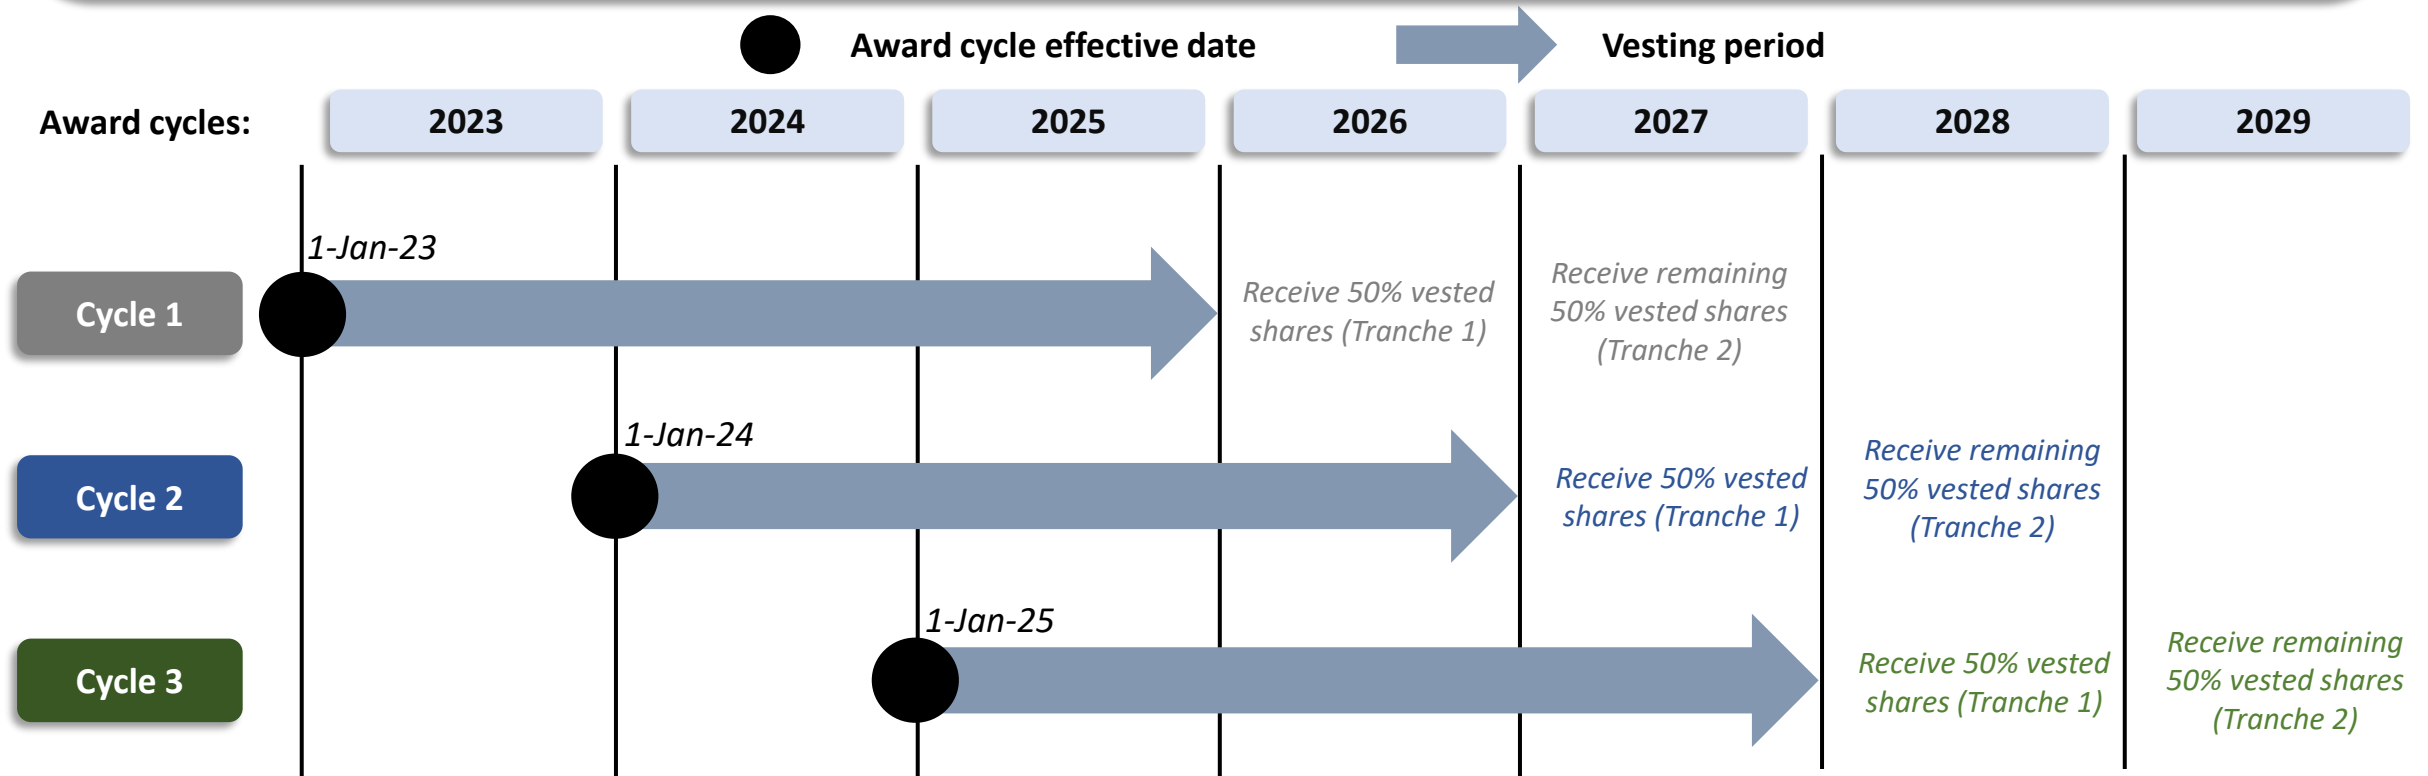 Award cycle effective date
Vesting period
Award cycles:
2023
2024
2025
2026
2027
2028
2029
1-Jan-23
Cycle 1
Receive 50% vested
shares (Tranche 1)
Receive remaining
50% vested shares
(Tranche 2)
1-Jan-24
Cycle 2
Receive 50% vested
shares (Tranche 1)
Receive remaining
50% vested shares
(Tranche 2)
1-Jan-25
Cycle 3
Receive 50% vested
shares (Tranche 1)
Receive remaining
50% vested shares
(Tranche 2)